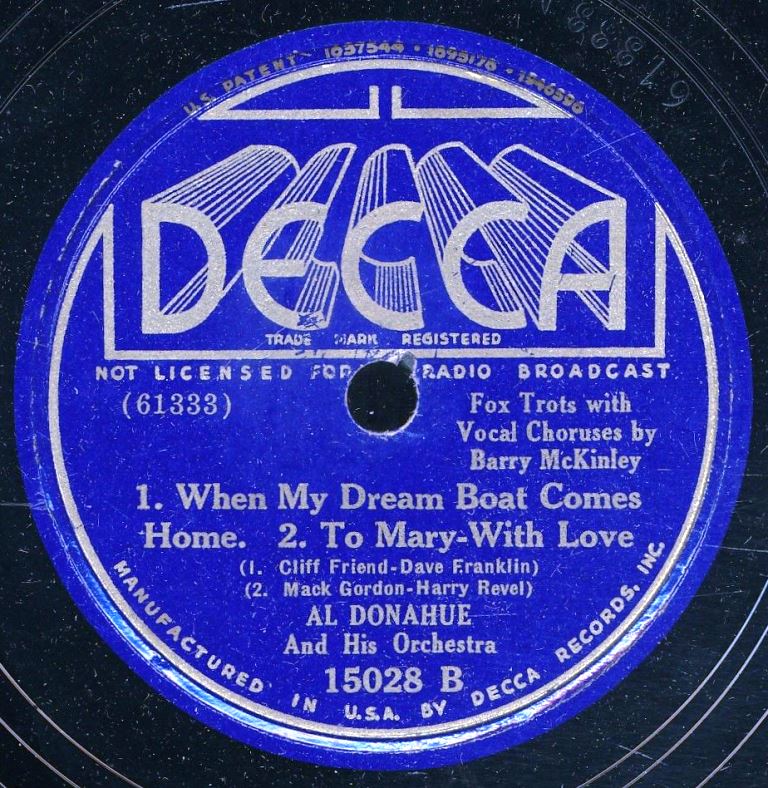 U.S. PATENT 1637544 • 1695176 • 1946596
61333 A
DECCA
TRADE MARK REGISTERED
NOT LICENSED FOR RADIO BROADCAST
(61333)
Fox Trots with
Vocal Choruses by
Barry McKinley
1. When My Dream Boat Comes
Home. 2. To Mary-With Love
(1. Cliff Friend-Dave Franklin)
(2. Mack Gordon-Harry Revel)
AL DONAHUE
And His Orchestra
15028 B
MANUFACTURED IN U.S.A. BY DECCA RECORDS, INC.